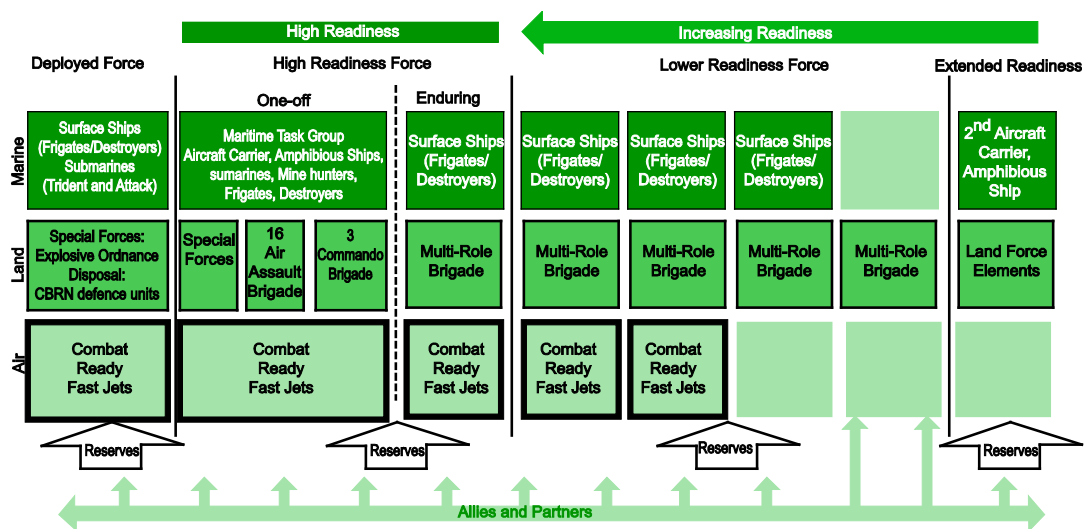 High Readiness
Increasing Readiness
Deployed Force
High Readiness Force
Lower Readiness Force
Extended Readiness
One-off
Enduring
Marine
Surface Ships
(Frigates/Destroyers)
Submarines
(Trident and Attack)
Maritime Task Group
Aircraft Carrier, Amphibious Ships,
sumarines, Mine hunters,
Frigates, Destroyers
Surface Ships
(Frigates/
Destroyers)
Surface Ships
(Frigates/
Destroyers)
Surface Ships
(Frigates/
Destroyers)
Surface Ships
(Frigates/
Destroyers)
2nd Aircraft
Carrier,
Amphibious
Ship
Land
Special Forces:
Explosive Ordnance
Disposal:
CBRN defence units
Special
Forces
16
Air
Assault
Brigade
3
Commando
Brigade
Multi-Role
Brigade
Multi-Role
Brigade
Multi-Role
Brigade
Multi-Role
Brigade
Multi-Role
Brigade
Land Force
Elements
Air
Combat
Ready
Fast Jets
Combat
Ready
Fast Jets
Combat
Ready
Fast Jets
Combat
Ready
Fast Jets
Combat
Ready
Fast Jets
Reserves
Reserves
Reserves
Reserves
Allies and Partners